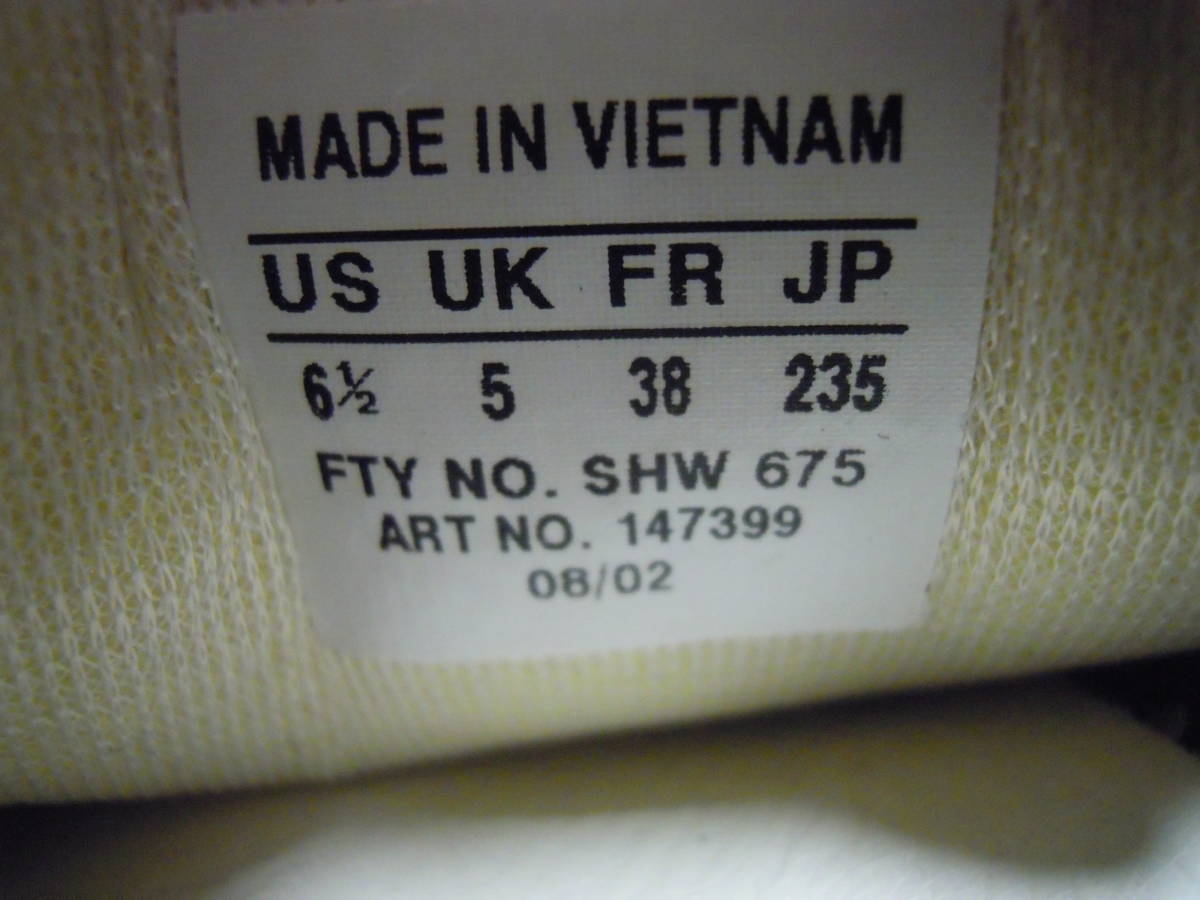 MADE IN VIETNAM
US UK FR JP
6½ 5 38 235
FTY NO. SHW 675
ART NO. 147399
08/02